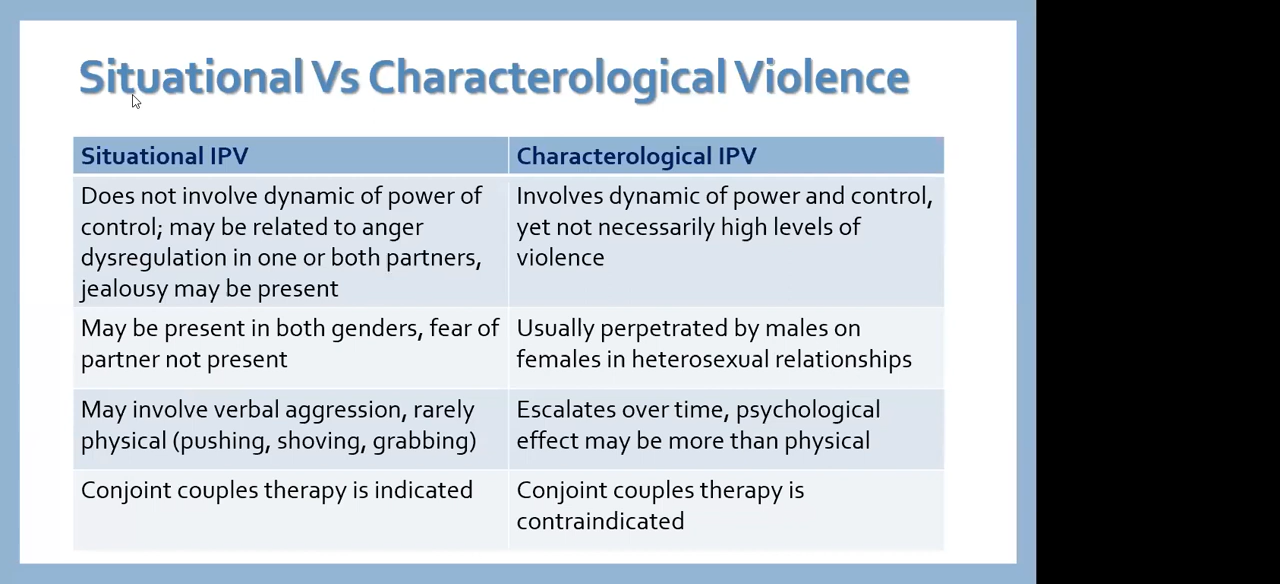 Situational Vs Characterological Violence
Situational IPV
Characterological IPV
Does not involve dynamic of power of
control; may be related to anger
dysregulation in one or both partners,
jealousy may be present
Involves dynamic of power and control,
yet not necessarily high levels of
violence
May be present in both genders, fear of
partner not present
Usually perpetrated by males on
females in heterosexual relationships
May involve verbal aggression, rarely
physical (pushing, shoving, grabbing)
Escalates over time, psychological
effect may be more than physical
Conjoint couples therapy is indicated
Conjoint couples therapy is
contraindicated